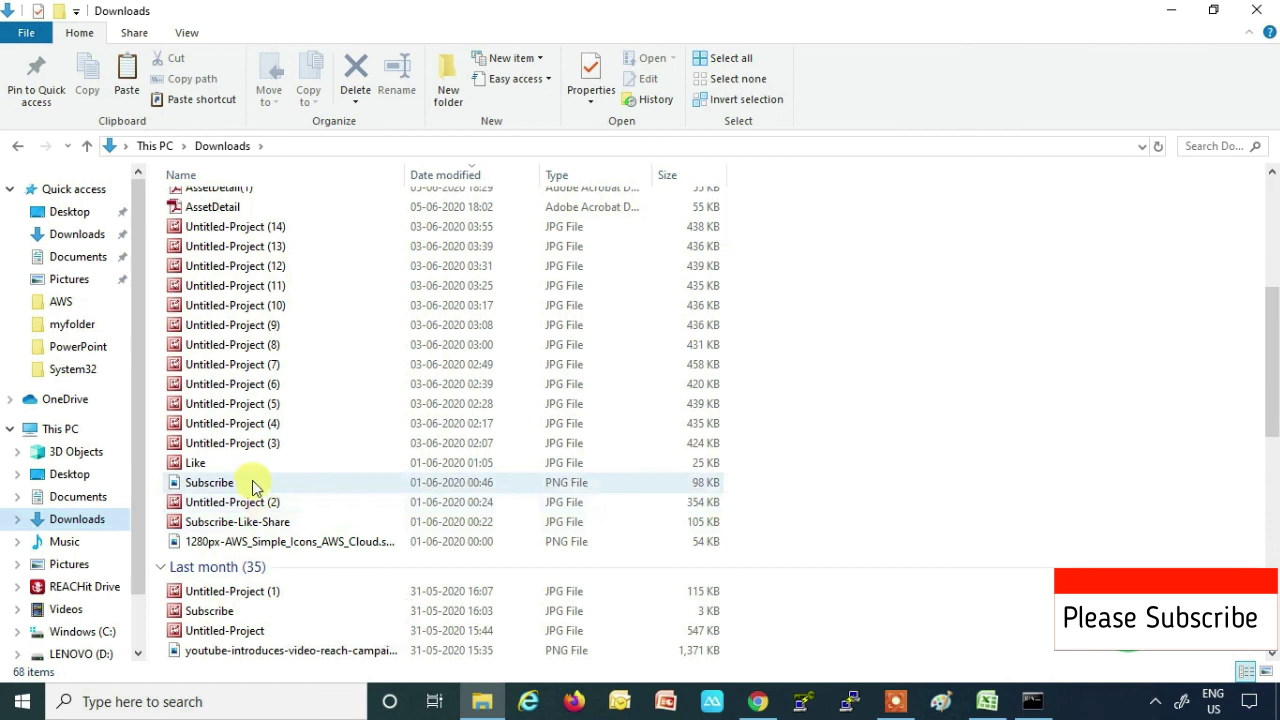 Downloads
File Home Share View
Pin to Quick access
Copy
Paste
Cut
Copy path
Paste shortcut
Clipboard
Move to
Copy to
Delete
Rename
Organize
New folder
New item
Easy access
New
Properties
Open
Edit
History
Open
Select all
Select none
Invert selection
Select
This PC Downloads
Search Do...
Quick access
Desktop
Downloads
Documents
Pictures
AWS
myfolder
PowerPoint
System32
OneDrive
This PC
3D Objects
Desktop
Documents
Downloads
Music
Pictures
REACHit Drive
Videos
Windows (C:)
LENOVO (D:)
Name Date modified Type Size
AssetDetail(1) 05-06-2020 18:29 Adobe Acrobat D... 55 KB
AssetDetail 05-06-2020 18:02 Adobe Acrobat D... 55 KB
Untitled-Project (14) 03-06-2020 03:55 JPG File 438 KB
Untitled-Project (13) 03-06-2020 03:39 JPG File 436 KB
Untitled-Project (12) 03-06-2020 03:31 JPG File 439 KB
Untitled-Project (11) 03-06-2020 03:25 JPG File 435 KB
Untitled-Project (10) 03-06-2020 03:17 JPG File 436 KB
Untitled-Project (9) 03-06-2020 03:08 JPG File 436 KB
Untitled-Project (8) 03-06-2020 03:00 JPG File 431 KB
Untitled-Project (7) 03-06-2020 02:49 JPG File 458 KB
Untitled-Project (6) 03-06-2020 02:39 JPG File 420 KB
Untitled-Project (5) 03-06-2020 02:28 JPG File 404 KB
Untitled-Project (4) 03-06-2020 02:17 JPG File 435 KB
Untitled-Project (3) 03-06-2020 02:07 JPG File 424 KB
Like 01-06-2020 01:05 JPG File 25 KB
Subscribe 01-06-2020 00:46 PNG File 98 KB
Untitled-Project (2) 01-06-2020 00:24 JPG File 354 KB
Subscribe-Like-Share 01-06-2020 00:22 JPG File 105 KB
1280px-AWS_Simple_Icons_AWS_Cloud.s... 01-06-2020 00:00 PNG File 54 KB
Last month (35)
Untitled-Project (1) 31-05-2020 16:07 JPG File 115 KB
Subscribe 31-05-2020 16:03 JPG File 3 KB
Untitled-Project 31-05-2020 15:44 JPG File 547 KB
youtube-introduces-video-reach-campai... 31-05-2020 15:35 PNG File 1,371 KB
Please Subscribe
68 items
Type here to search
ENG
US